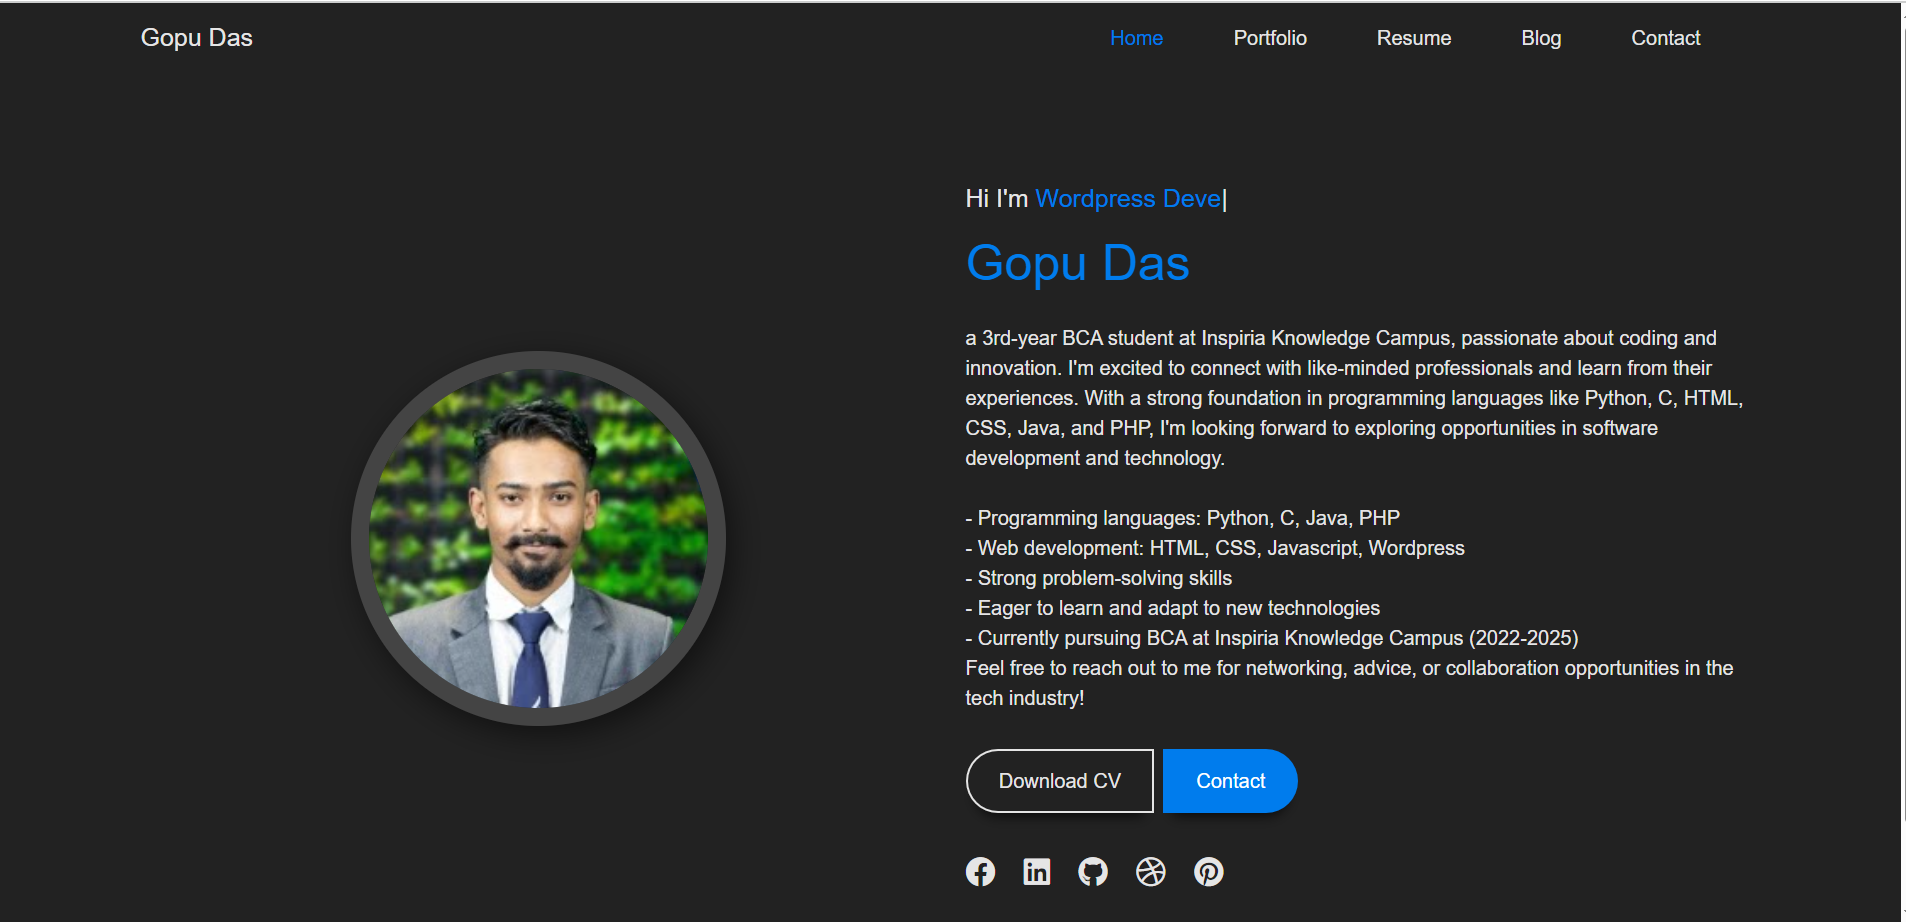 Gopu Das
Home
Portfolio
Resume
Blog
Contact
Hi I'm Wordpress Deve|
Gopu Das
a 3rd-year BCA student at Inspiria Knowledge Campus, passionate about coding and
innovation. I'm excited to connect with like-minded professionals and learn from their
experiences. With a strong foundation in programming languages like Python, C, HTML,
CSS, Java, and PHP, I'm looking forward to exploring opportunities in software
development and technology.
- Programming languages: Python, C, Java, PHP
- Web development: HTML, CSS, Javascript, Wordpress
- Strong problem-solving skills
- Eager to learn and adapt to new technologies
- Currently pursuing BCA at Inspiria Knowledge Campus (2022-2025)
Feel free to reach out to me for networking, advice, or collaboration opportunities in the
tech industry!
Download CV
Contact